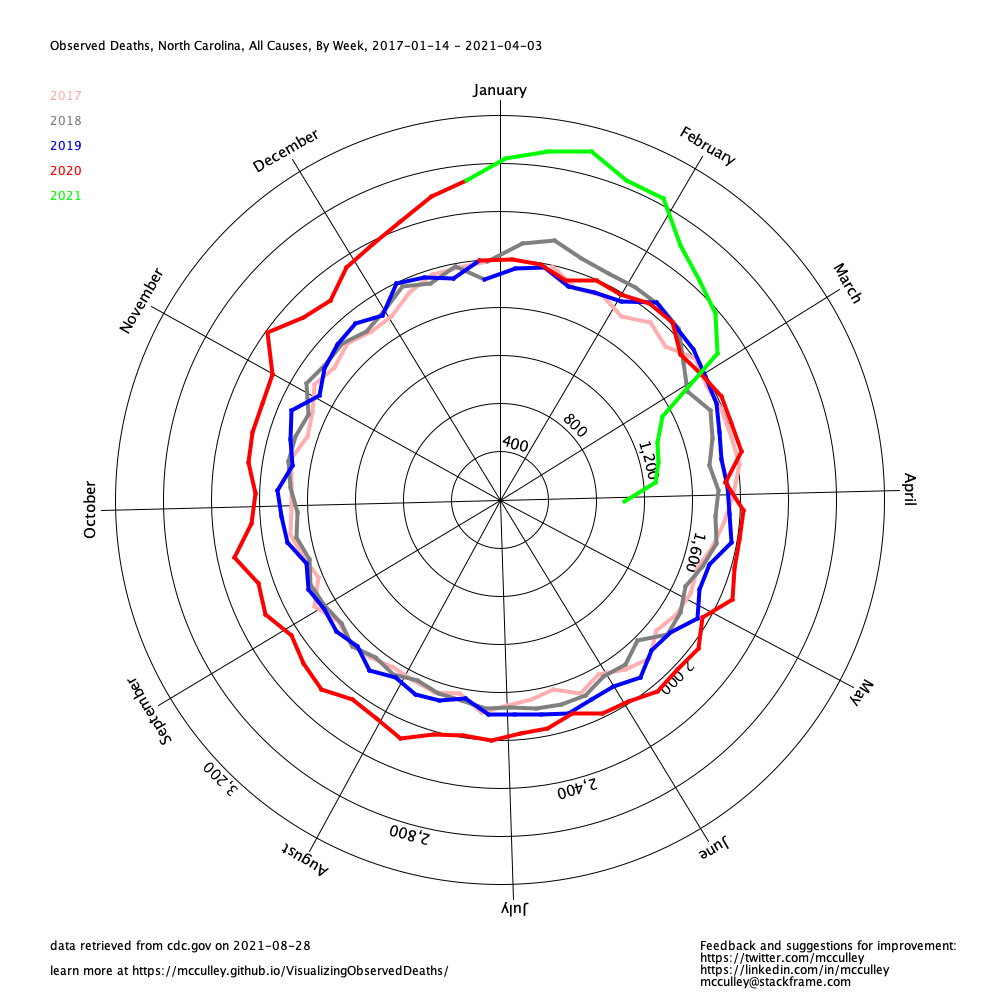 Observed Deaths, North Carolina, All Causes, By Week, 2017-01-14 - 2021-04-03
2017
2018
2019
2020
2021
January
February
March
April
May
June
July
August
September
October
November
December
400
800
1,200
1,600
2,000
2,400
2,800
3,200
data retrieved from cdc.gov on 2021-08-28
learn more at https://mcculley.github.io/VisualizingObservedDeaths/
Feedback and suggestions for improvement:
https://twitter.com/mcculley
https://linkedin.com/in/mcculley
mcculley@stackframe.com